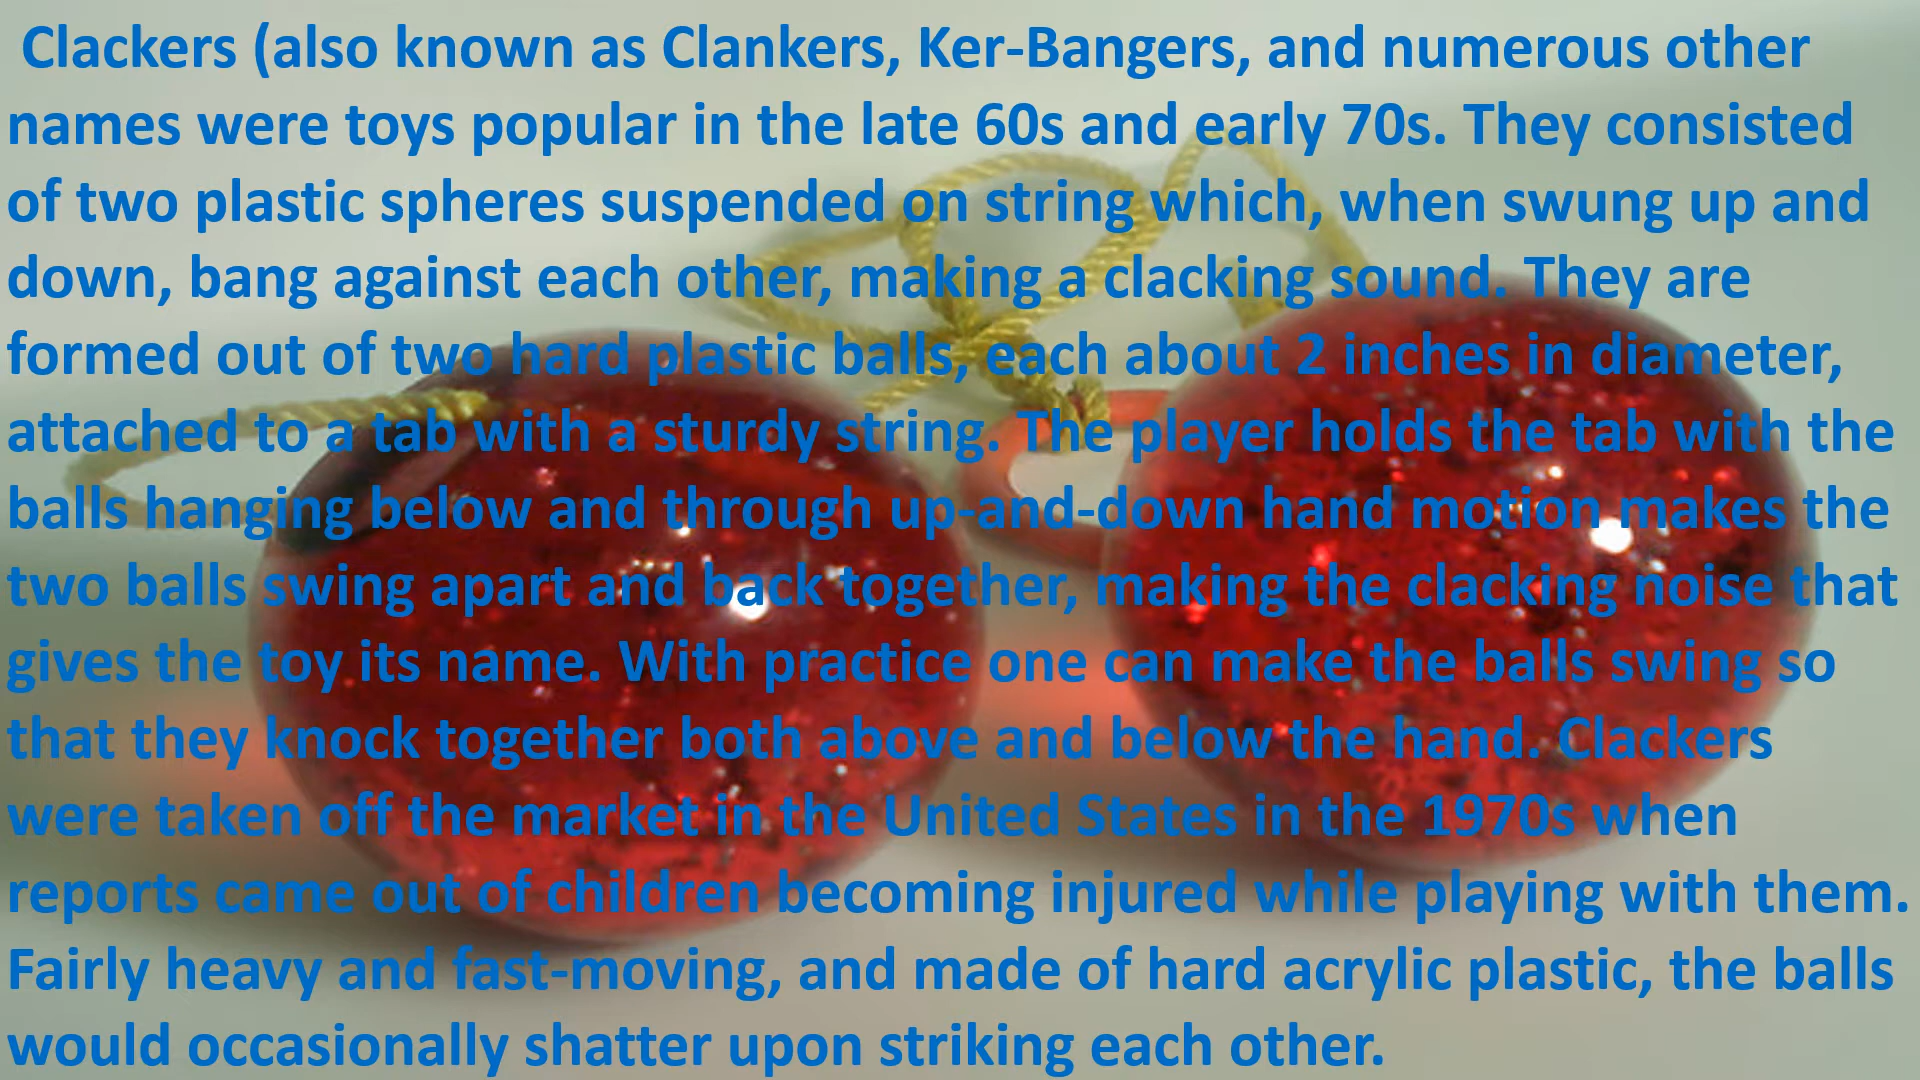 Clackers (also known as Clankers, Ker-Bangers, and numerous other
names were toys popular in the late 60s and early 70s. They consisted
of two plastic spheres suspended on string which, when swung up and
down, bang against each other, making a clacking sound. They are
formed out of two hard plastic balls, each about 2 inches in diameter,
attached to a tab with a sturdy string. The player holds the tab with the
balls hanging below and through up-and-down hand motion makes the
two balls swing apart and back together, making the clacking noise that
gives the toy its name. With practice one can make the balls swing so
that they knock together both above and below the hand. Clackers
were taken off the market in the United States in the 1970s when
reports came out of children becoming injured while playing with them.
Fairly heavy and fast-moving, and made of hard acrylic plastic, the balls
would occasionally shatter upon striking each other.